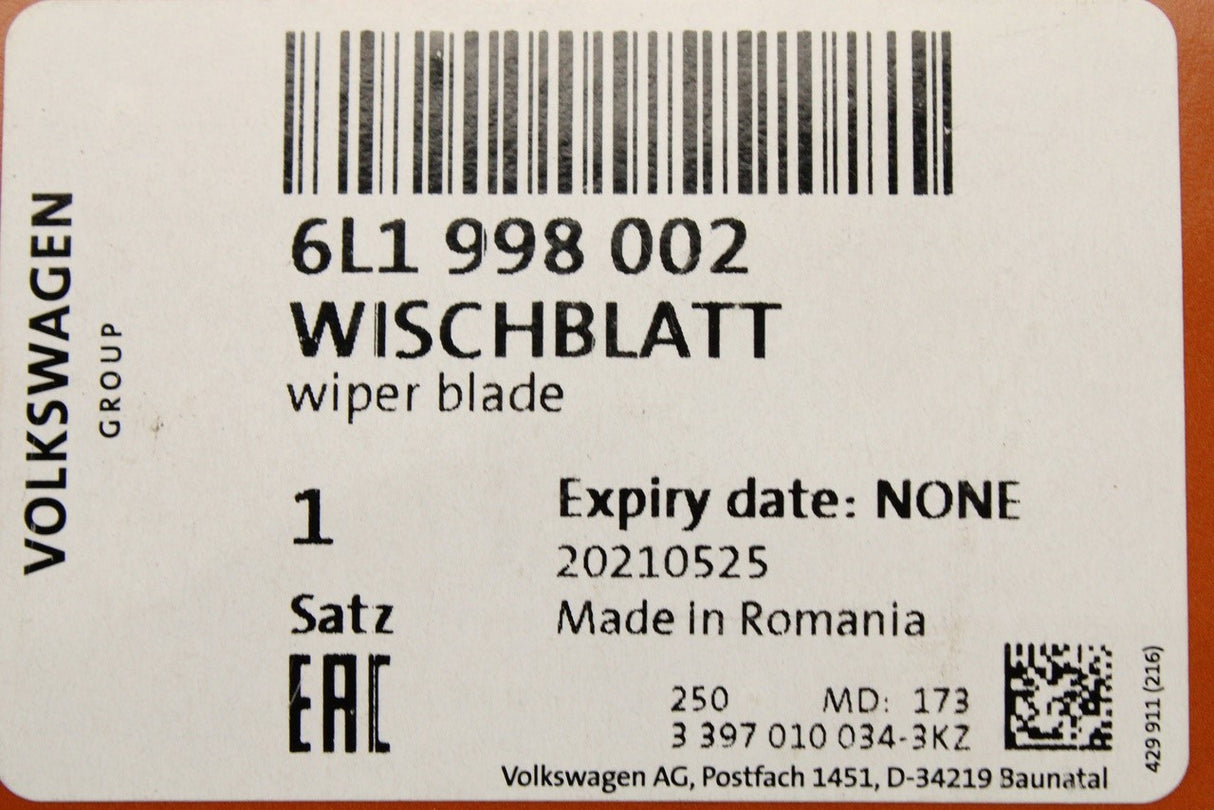 VOLKSWAGEN
GROUP
6L1 998 002
WISCHBLATT
wiper blade
1
Satz
EAC
Expiry date: NONE
20210525
Made in Romania
250 MD: 173
3 397 010 034-3KZ
429 911 (216)
Volkswagen AG, Postfach 1451, D-34219 Baunatal